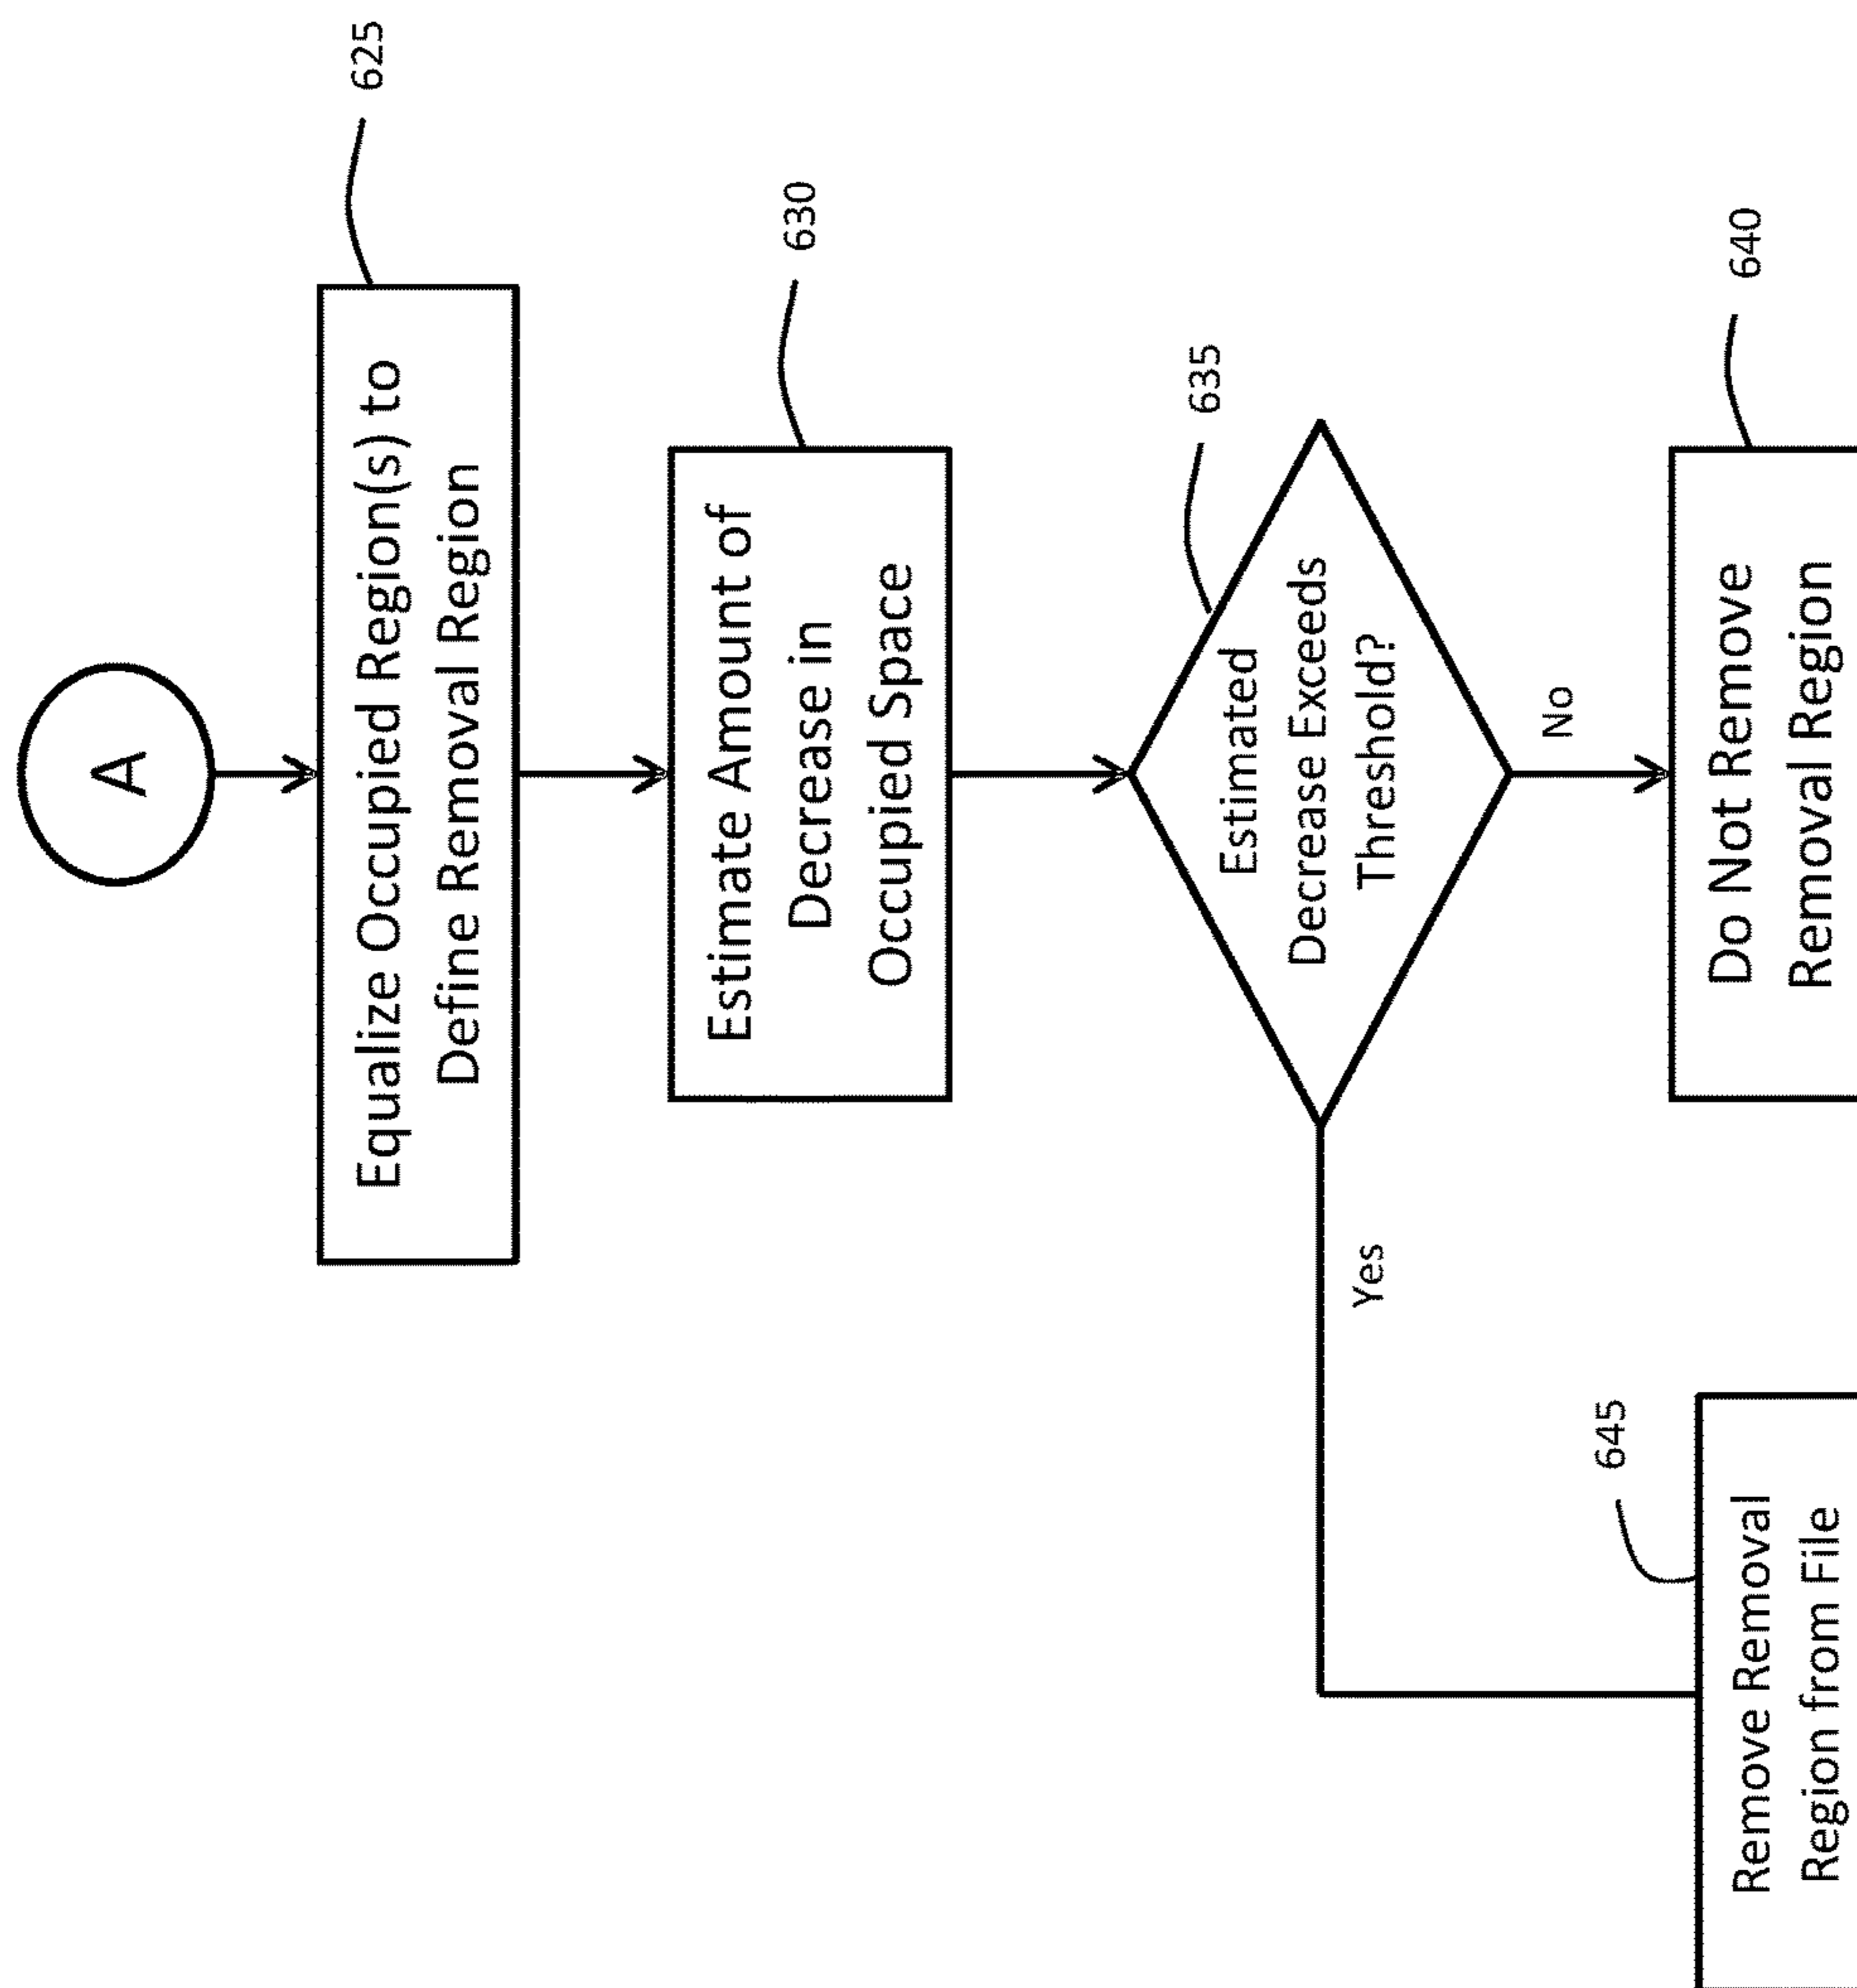 A
625
Equalize Occupied Region(s) to
Define Removal Region
630
Estimate Amount of
Decrease in
Occupied Space
635
Estimated
Decrease Exceeds
Threshold?
Yes
No
640
Do Not Remove
Removal Region
645
Remove Removal
Region from File